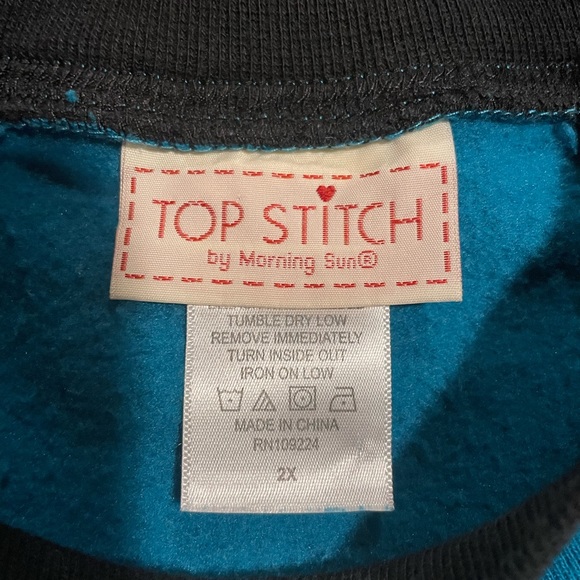 TOP STITCH
by Morning Sun®
TUMBLE DRY LOW
REMOVE IMMEDIATELY
TURN INSIDE OUT
IRON ON LOW
MADE IN CHINA
RN109224
2X